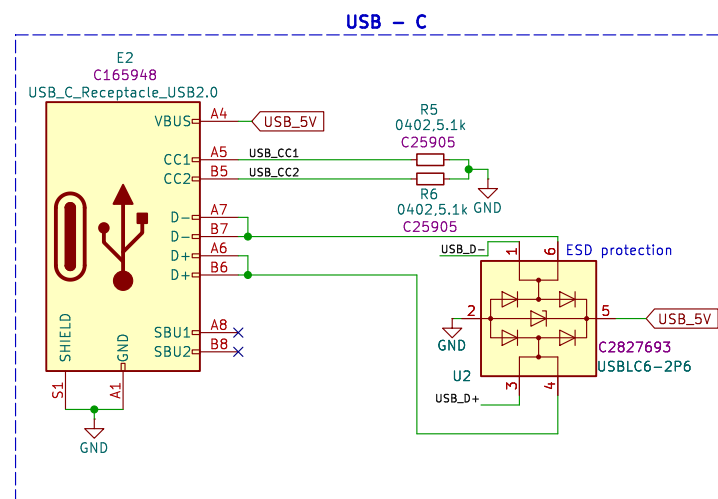 USB - C
E2
C165948
USB_C_Receptacle_USB2.0
VBUS A4 USB_5V
R5
0402,5.1k
C25905
CC1 A5 USB_CC1
CC2 B5 USB_CC2
R6
0402,5.1k
C25905
GND
D- A7
D- B7
D+ A6
D+ B6
USB_D- 1 6 ESD protection
2 5 USB_5V
GND
SBU1 A8
SBU2 B8
SHIELD GND
C2827693
USBLC6-2P6
U2
S1 A1
3 4
USB_D+
GND